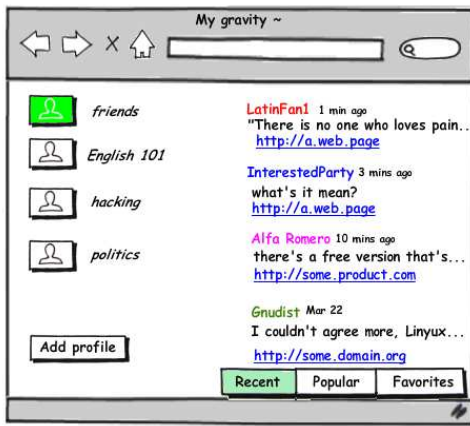 My gravity ~
friends
English 101
hacking
politics
Add profile
LatinFan1 1 min ago
"There is no one who loves pain..
http://a.web.page
InterestedParty 3 mins ago
what's it mean?
http://a.web.page
Alfa Romero 10 mins ago
there's a free version that's...
http://some.product.com
Gnudist Mar 22
I couldn't agree more, Linyux...
http://some.domain.org
Recent Popular Favorites